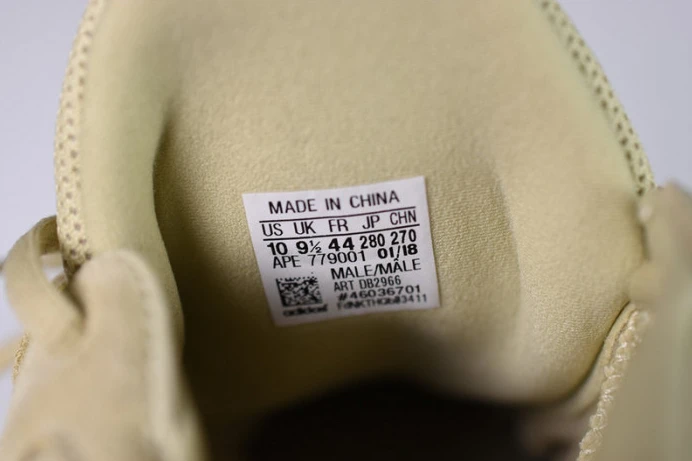 MADE IN CHINA
US UK FR JP CHN
10 9½ 44 280 270
APE 779001 01/18
MALE/MÂLE
ART DB2966
#46036701
adidas